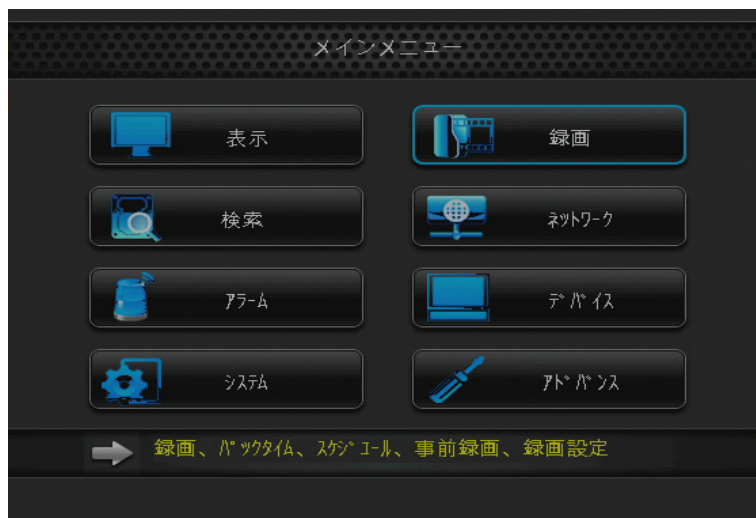 メインメニュー
表示
録画
検索
ネットワーク
アラーム
デバイス
システム
アドバンス
録画、パックタイム、スケジュール、事前録画、録画設定